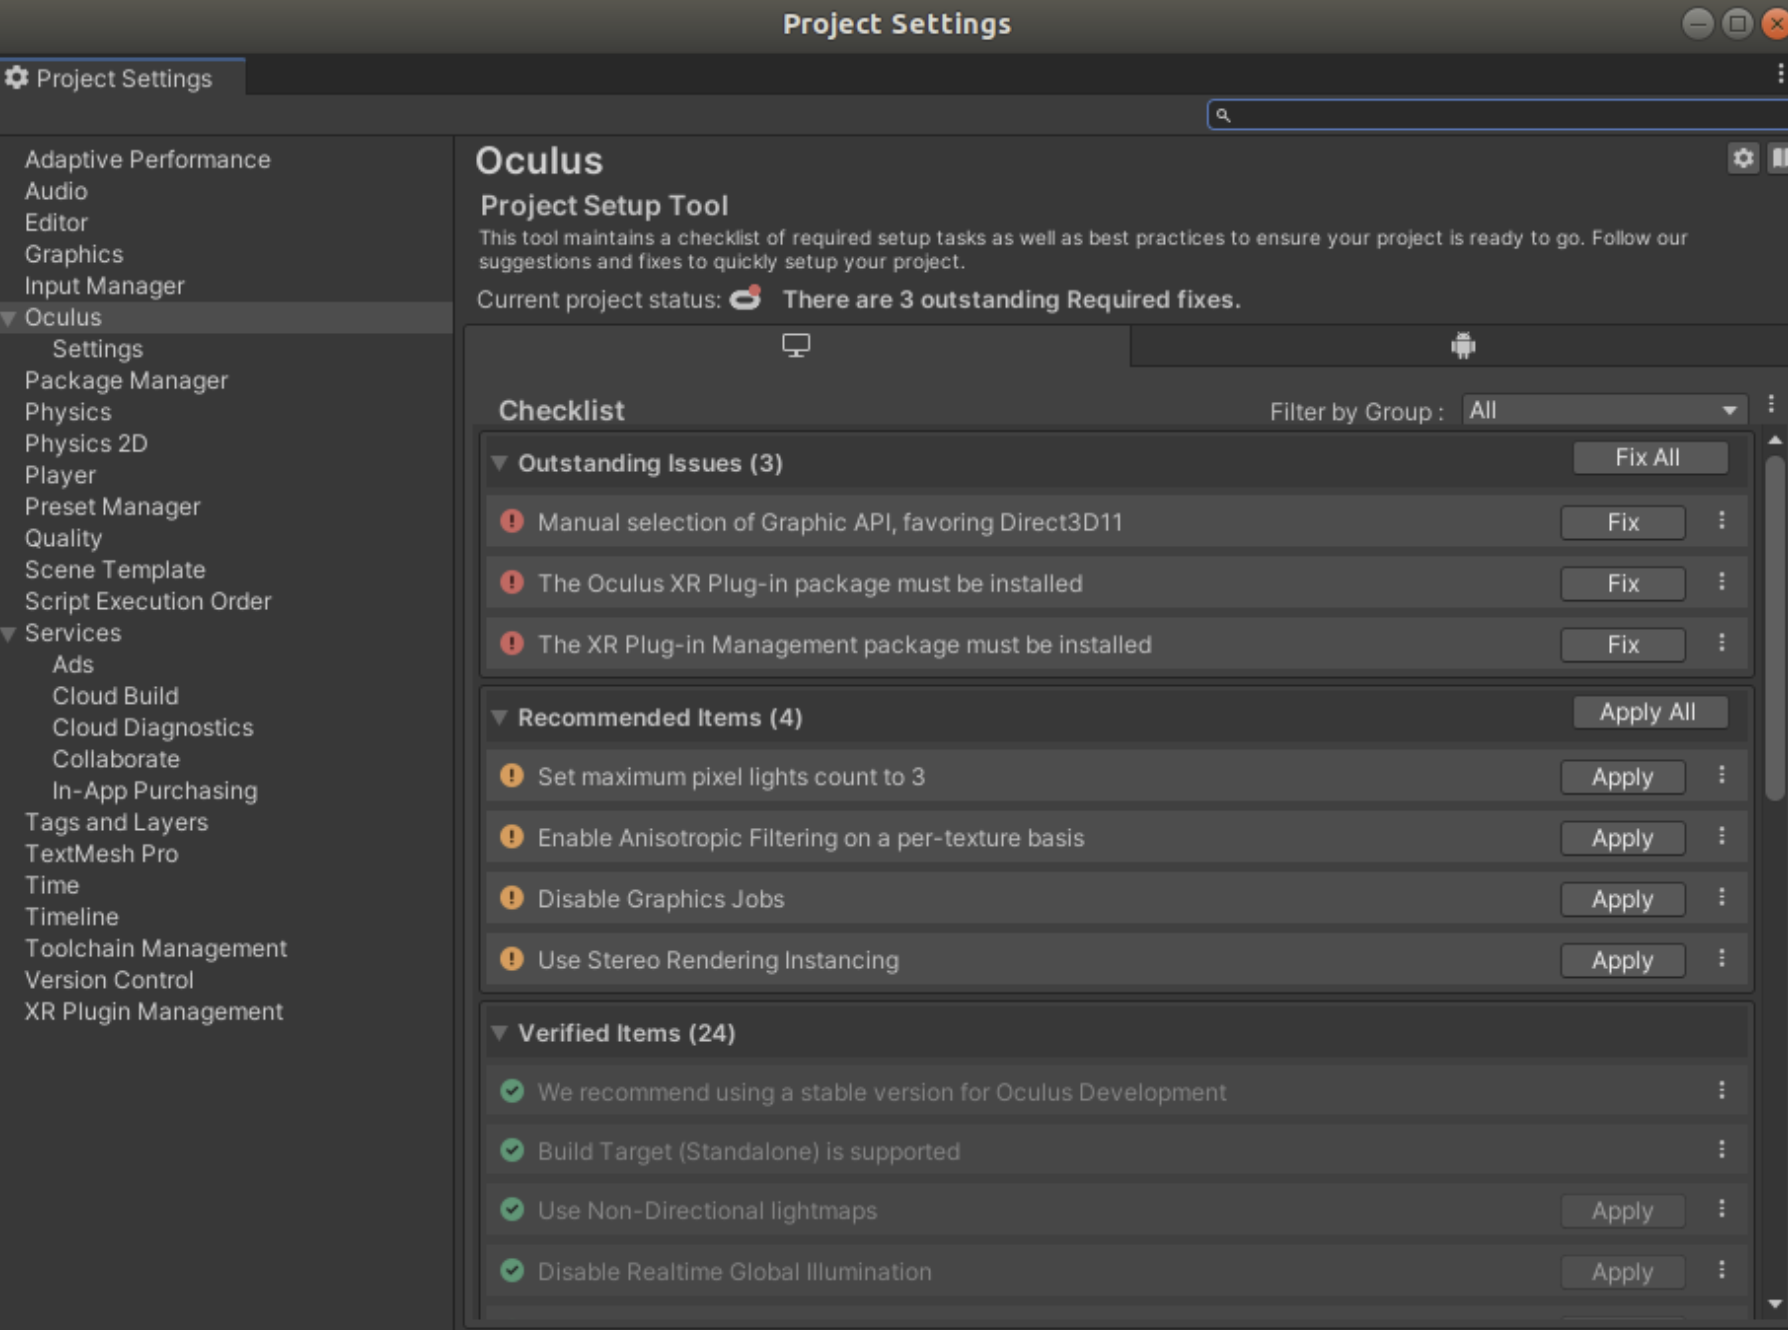 Project Settings
Project Settings
Adaptive Performance
Audio
Editor
Graphics
Input Manager
Oculus
Settings
Package Manager
Physics
Physics 2D
Player
Preset Manager
Quality
Scene Template
Script Execution Order
Services
Ads
Cloud Build
Cloud Diagnostics
Collaborate
In-App Purchasing
Tags and Layers
TextMesh Pro
Time
Timeline
Toolchain Management
Version Control
XR Plugin Management
Oculus
Project Setup Tool
This tool maintains a checklist of required setup tasks as well as best practices to ensure your project is ready to go. Follow our
suggestions and fixes to quickly setup your project.
Current project status: There are 3 outstanding Required fixes.
Checklist Filter by Group : All
Outstanding Issues (3) Fix All
Manual selection of Graphic API, favoring Direct3D11 Fix
The Oculus XR Plug-in package must be installed Fix
The XR Plug-in Management package must be installed Fix
Recommended Items (4) Apply All
Set maximum pixel lights count to 3 Apply
Enable Anisotropic Filtering on a per-texture basis Apply
Disable Graphics Jobs Apply
Use Stereo Rendering Instancing Apply
Verified Items (24)
We recommend using a stable version for Oculus Development
Build Target (Standalone) is supported
Use Non-Directional lightmaps Apply
Disable Realtime Global Illumination Apply